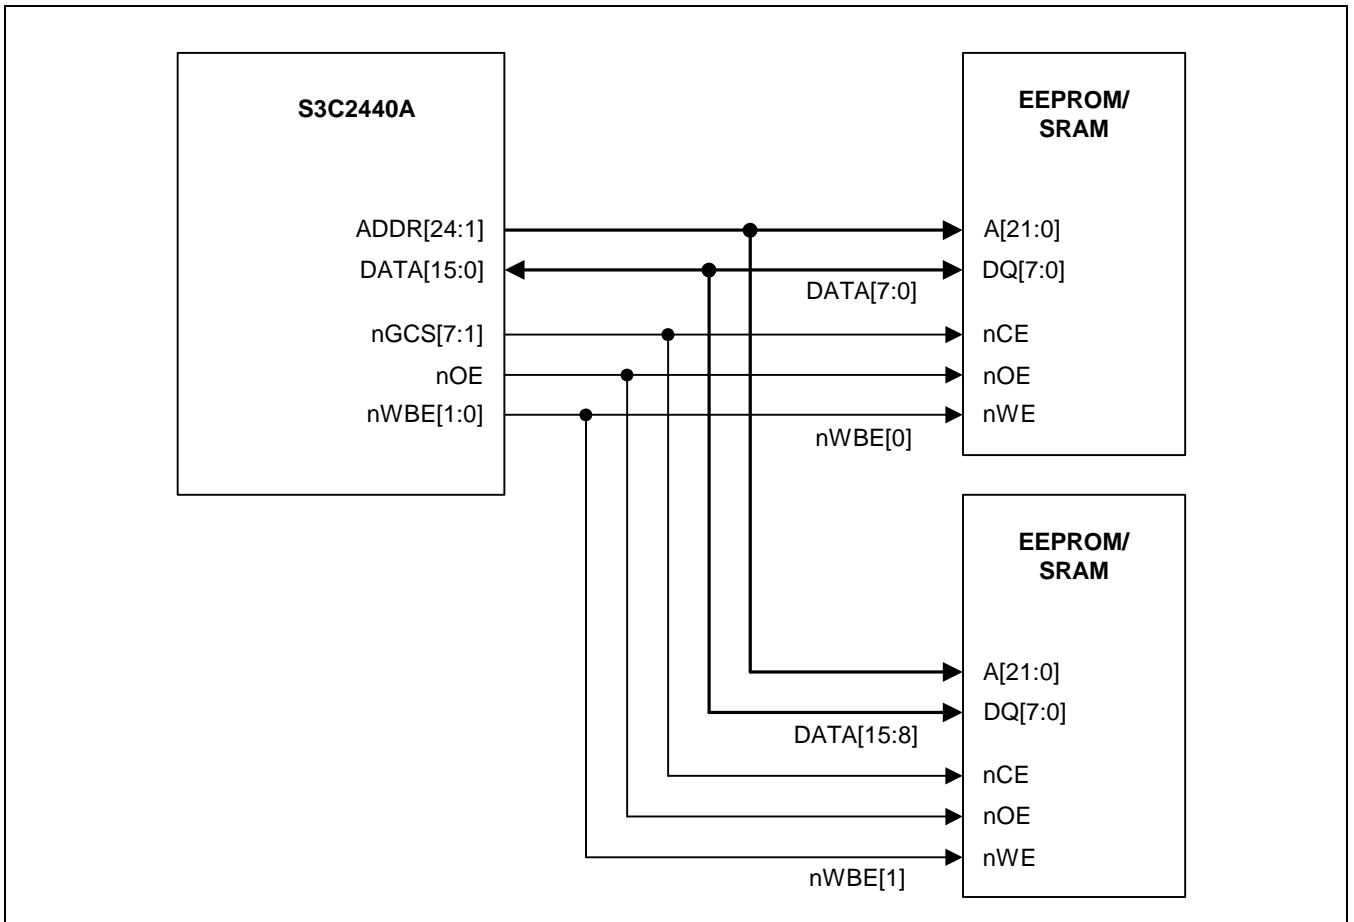 S3C2440A
ADDR[24:1]
DATA[15:0]
nGCS[7:1]
nOE
nWBE[1:0]
DATA[7:0]
nWBE[0]
EEPROM/
SRAM
A[21:0]
DQ[7:0]
nCE
nOE
nWE
DATA[15:8]
nWBE[1]
EEPROM/
SRAM
A[21:0]
DQ[7:0]
nCE
nOE
nWE